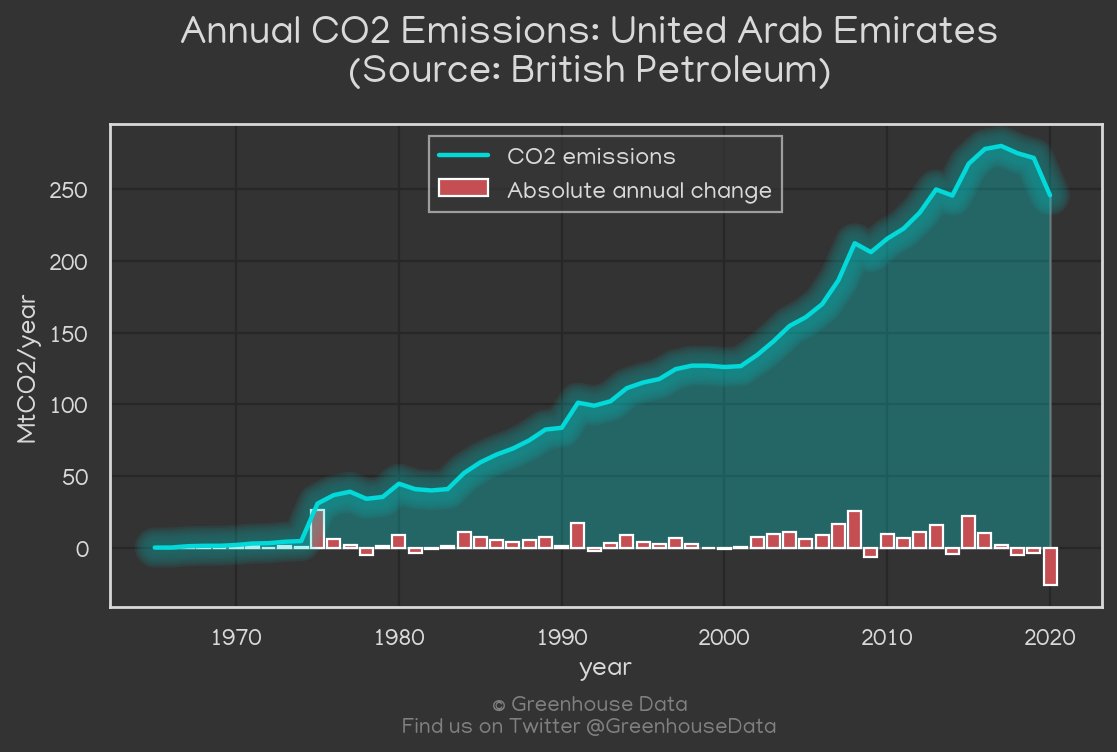 Annual CO2 Emissions: United Arab Emirates
(Source: British Petroleum)
CO2 emissions
Absolute annual change
MtCO2/year
250
200
150
100
50
0
1970 1980 1990 2000 2010 2020
year
© Greenhouse Data
Find us on Twitter @GreenhouseData